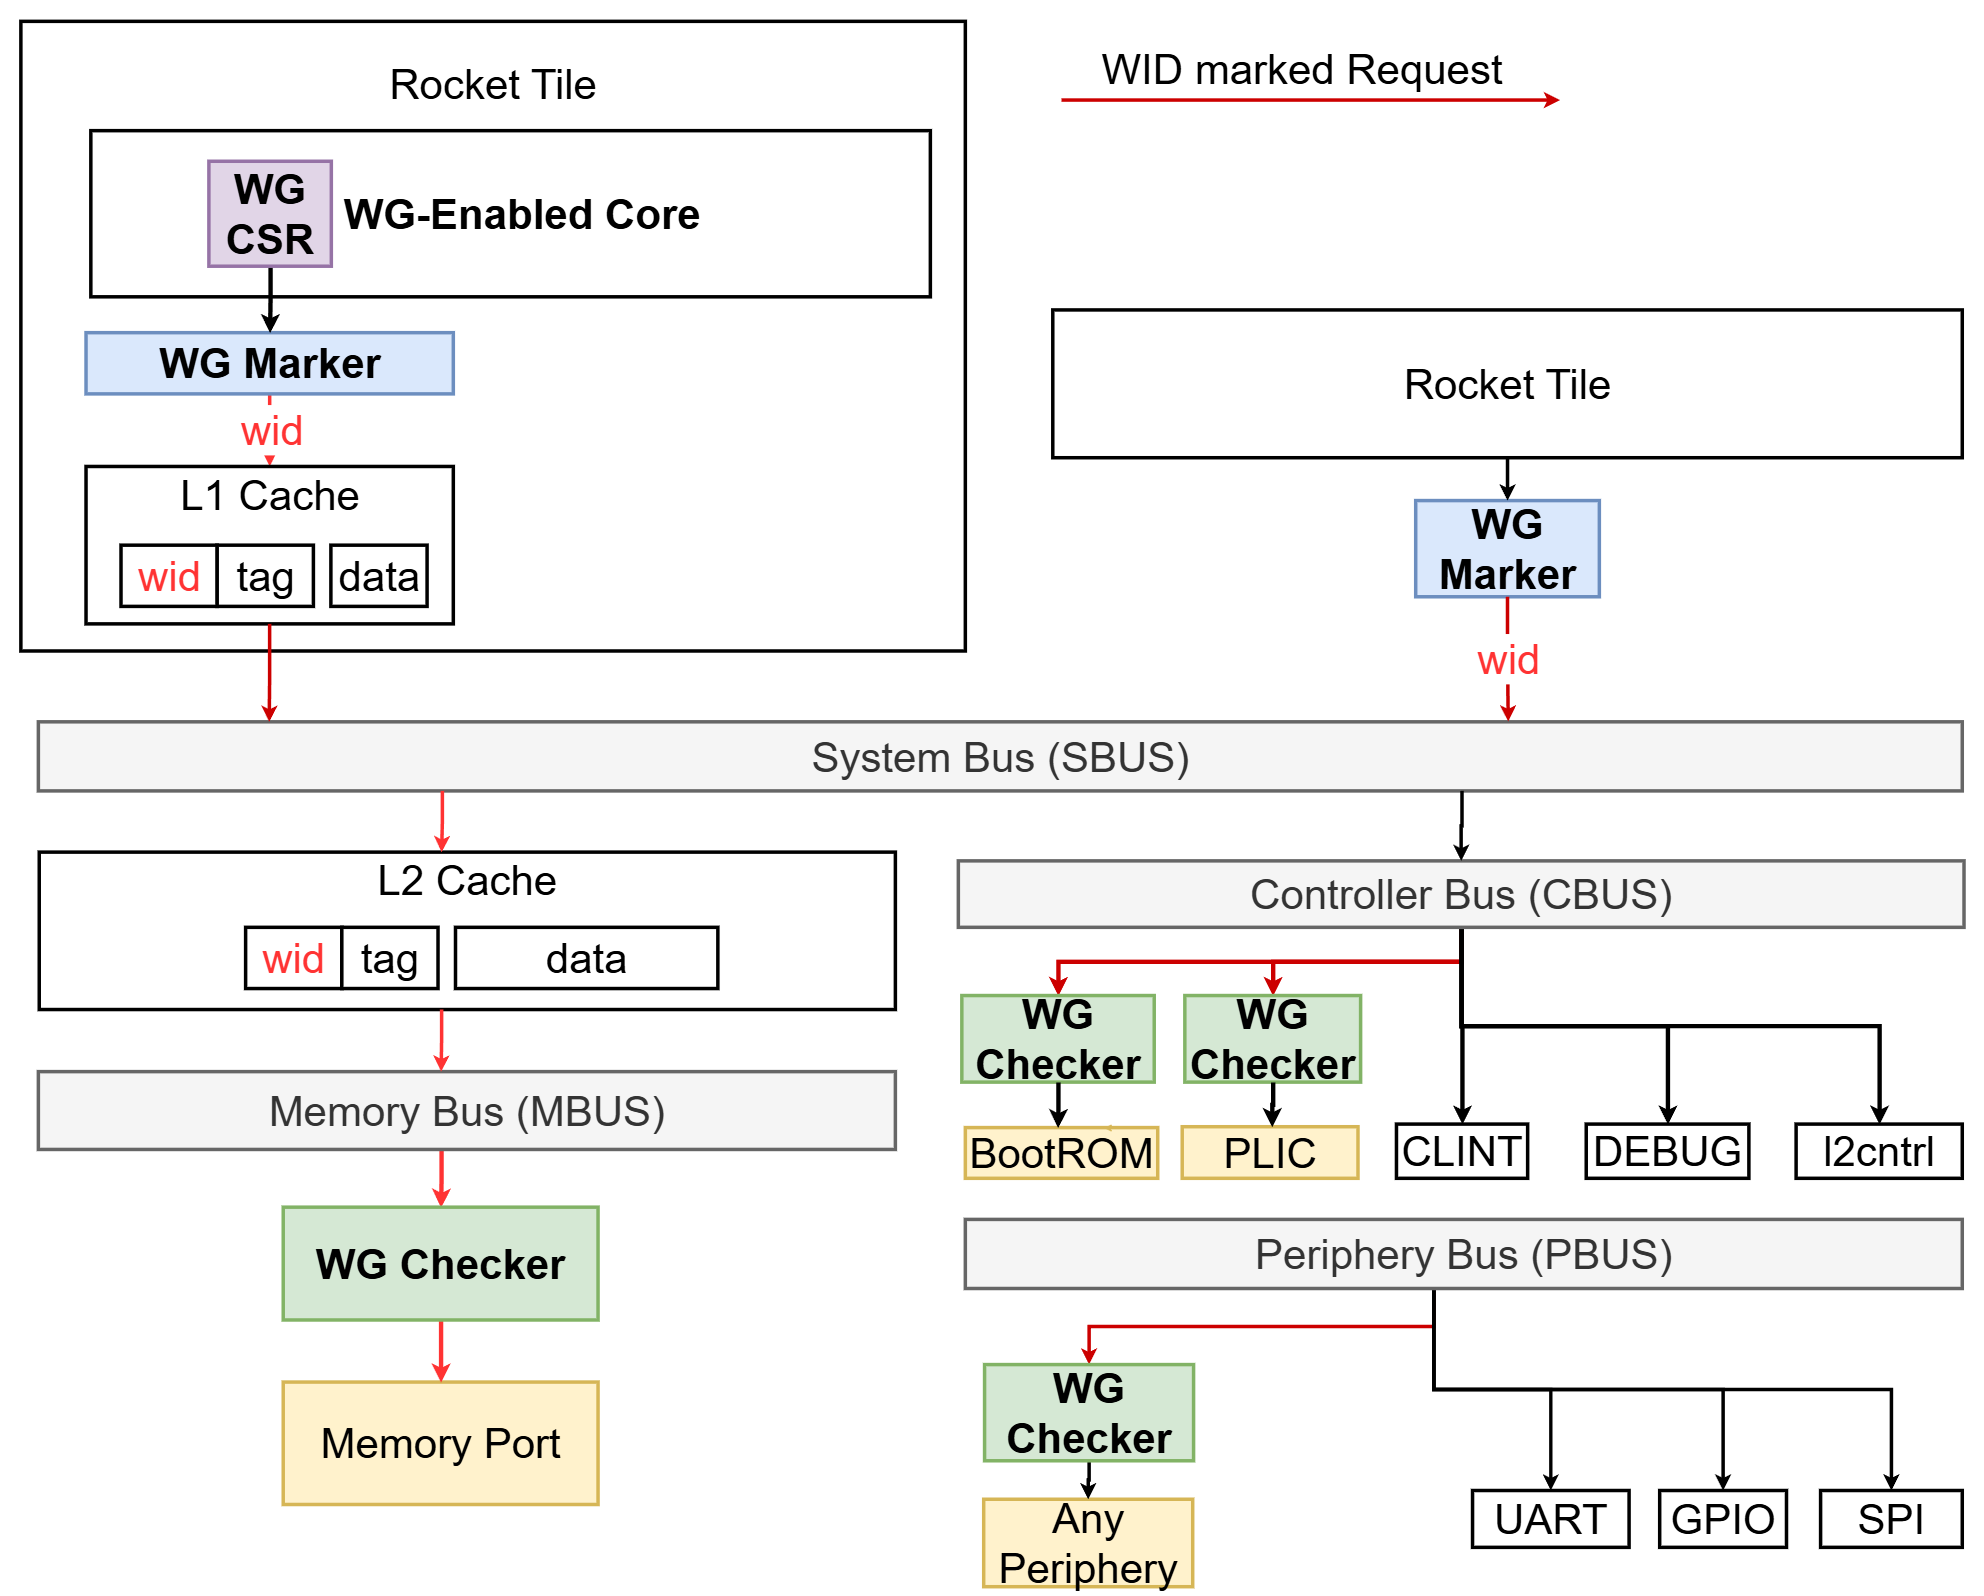 Rocket Tile
WID marked Request
WG
CSR
WG-Enabled Core
WG Marker
wid
L1 Cache
wid tag data
Rocket Tile
WG
Marker
wid
System Bus (SBUS)
L2 Cache
wid tag data
Memory Bus (MBUS)
WG Checker
Memory Port
Controller Bus (CBUS)
WG
Checker
WG
Checker
BootROM
PLIC
CLINT
DEBUG
l2cntrl
Periphery Bus (PBUS)
WG
Checker
Any
Periphery
UART
GPIO
SPI